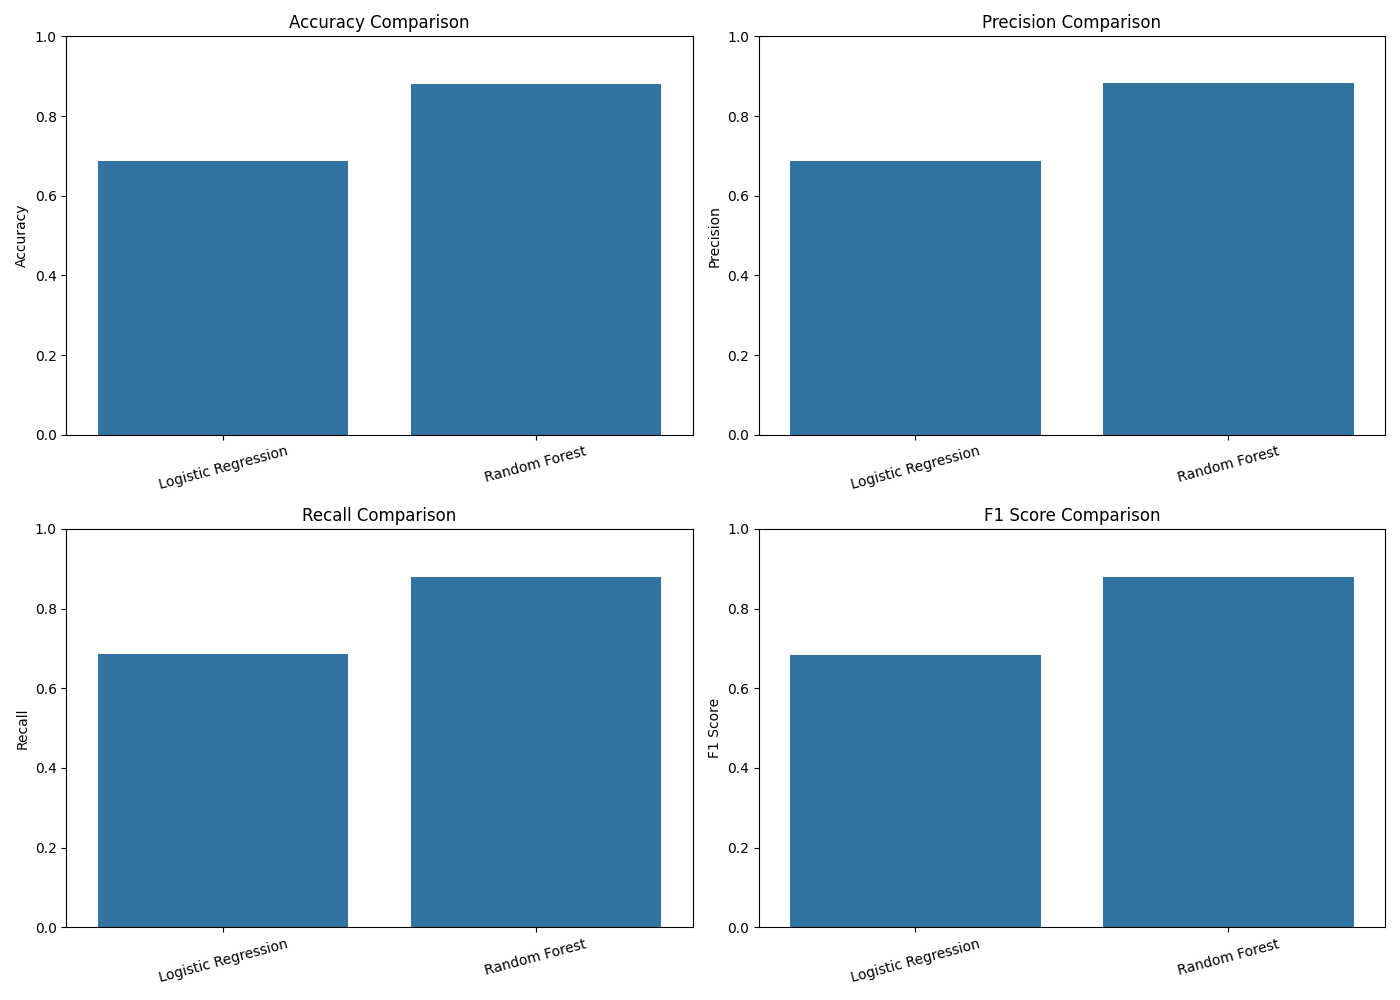 Accuracy Comparison
1.0
0.8
0.6
0.4
0.2
0.0
Accuracy
Logistic Regression
Random Forest
Precision Comparison
1.0
0.8
0.6
0.4
0.2
0.0
Precision
Logistic Regression
Random Forest
Recall Comparison
1.0
0.8
0.6
0.4
0.2
0.0
Recall
Logistic Regression
Random Forest
F1 Score Comparison
1.0
0.8
0.6
0.4
0.2
0.0
F1 Score
Logistic Regression
Random Forest